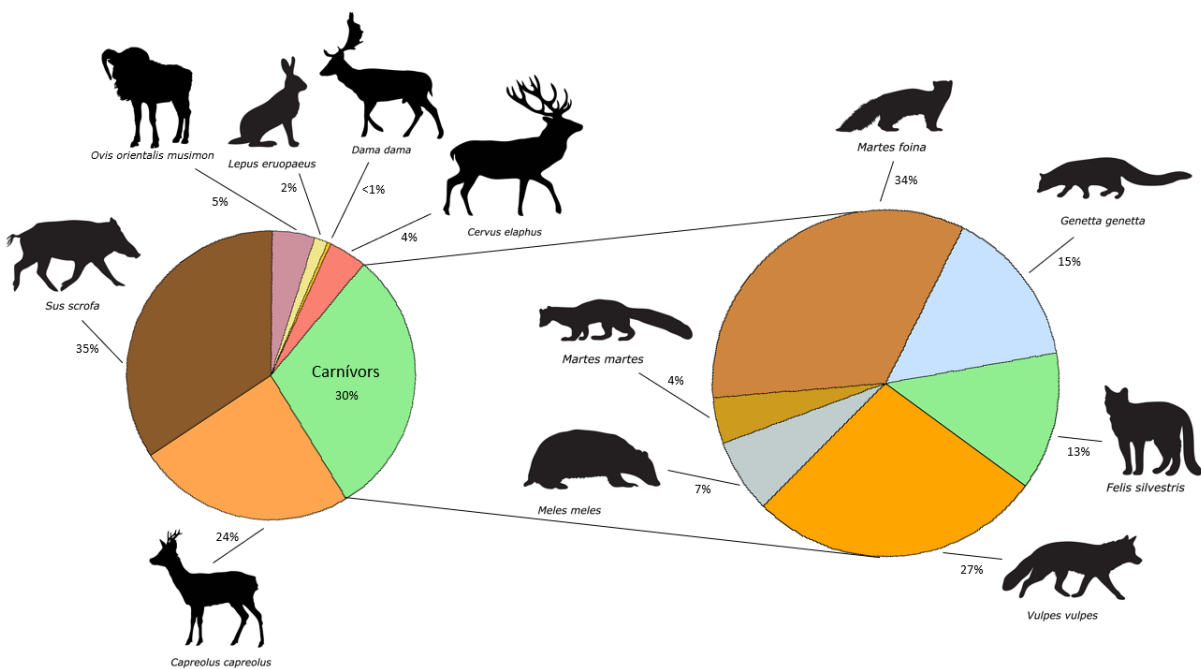 Ovis orientalis musimon
5%
Lepus eruopaeus
2%
Dama dama
<1%
Cervus elaphus
4%
Sus scrofa
35%
Carnívors
30%
24%
Capreolus capreolus
Martes foina
34%
Genetta genetta
15%
Martes martes
4%
Felis silvestris
13%
Meles meles
7%
Vulpes vulpes
27%